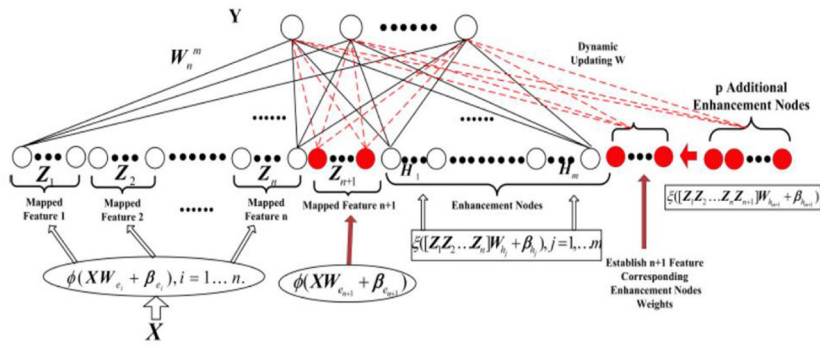 Y
W_n^m
Dynamic
Updating W
p Additional
Enhancement Nodes
Z_1
Z_2
Z_n
Z_{n+1}
H_1
H_m
Mapped
Feature 1
Mapped
Feature 2
Mapped
Feature n
Mapped Feature n+1
Enhancement Nodes
ξ([Z_1Z_2…Z_nZ_{n+1}]W_{h_{m+1}}+β_{h_{m+1}})
ξ([Z_1Z_2…Z_n]W_{h_j}+β_{h_j}), j=1,…m
ϕ(XW_{e_i}+β_{e_i}), i=1…n.
ϕ(XW_{e_{n+1}}+β_{e_{n+1}})
Establish n+1 Feature
Corresponding
Enhancement Nodes
Weights
X